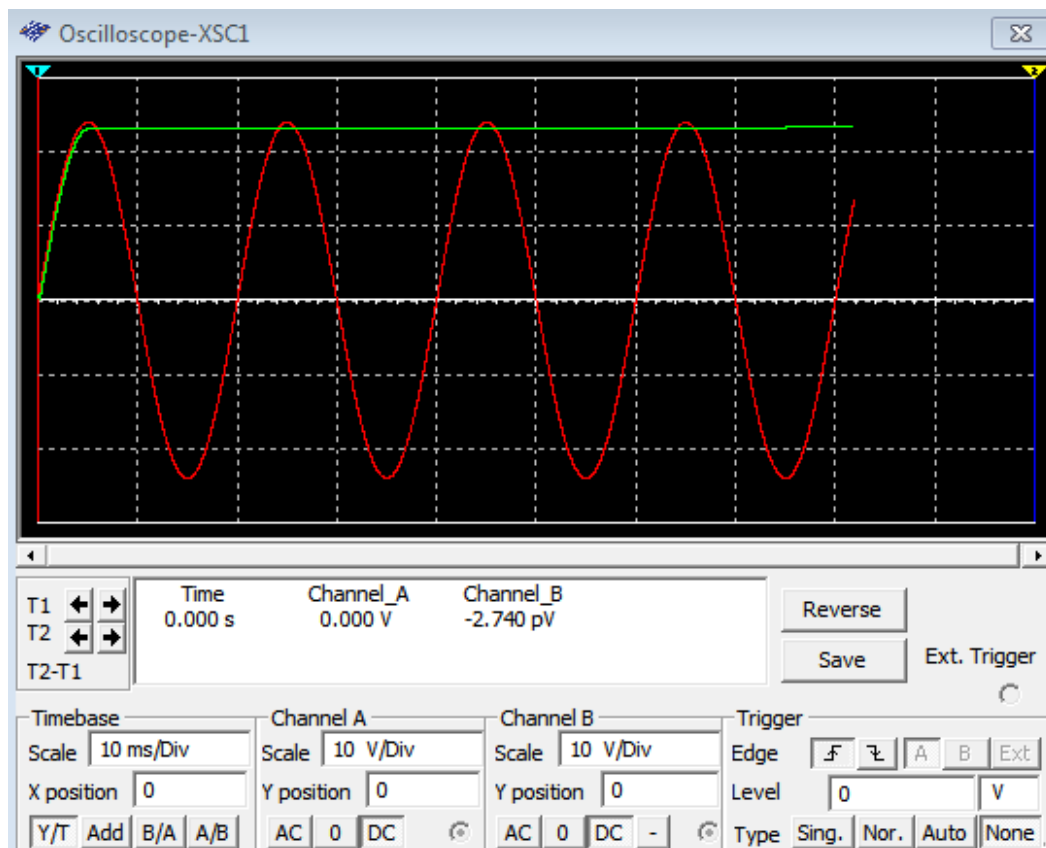 Oscilloscope-XSC1
1
2
Time Channel_A Channel_B
T1 0.000 s 0.000 V -2.740 pV
T2
T2-T1
Reverse
Save
Ext. Trigger
Timebase
Scale 10 ms/Div
X position 0
Y/T Add B/A A/B
Channel A
Scale 10 V/Div
Y position 0
AC 0 DC
Channel B
Scale 10 V/Div
Y position 0
AC 0 DC -
Trigger
Edge A B Ext
Level 0 V
Type Sing. Nor. Auto None